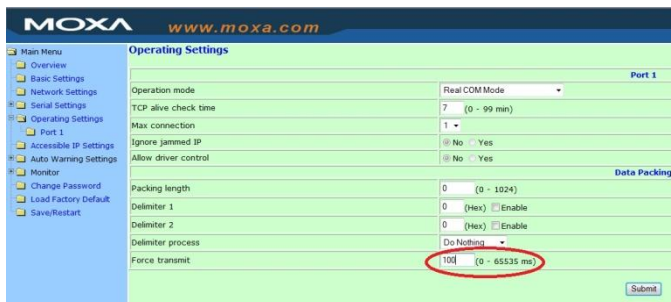 MOXA www.moxa.com
Main Menu
Overview
Basic Settings
Network Settings
Serial Settings
Operating Settings
Port 1
Accessible IP Settings
Auto Warning Settings
Monitor
Change Password
Load Factory Default
Save/Restart
Operating Settings
Port 1
Operation mode Real COM Mode
TCP alive check time 7 (0 - 99 min)
Max connection 1
Ignore jammed IP No Yes
Allow driver control No Yes
Data Packing
Packing length 0 (0 - 1024)
Delimiter 1 0 (Hex) Enable
Delimiter 2 0 (Hex) Enable
Delimiter process Do Nothing
Force transmit 100 (0 - 65535 ms)
Submit